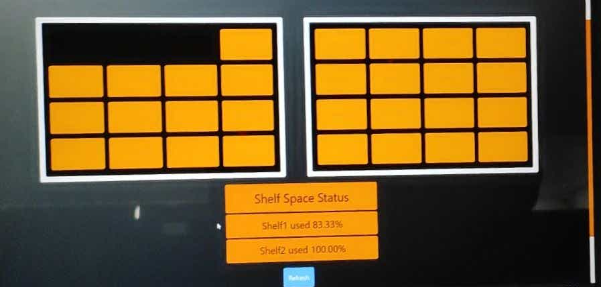 Shelf Space Status
Shelf1 used 83.33%
Shelf2 used 100.00%
Refresh